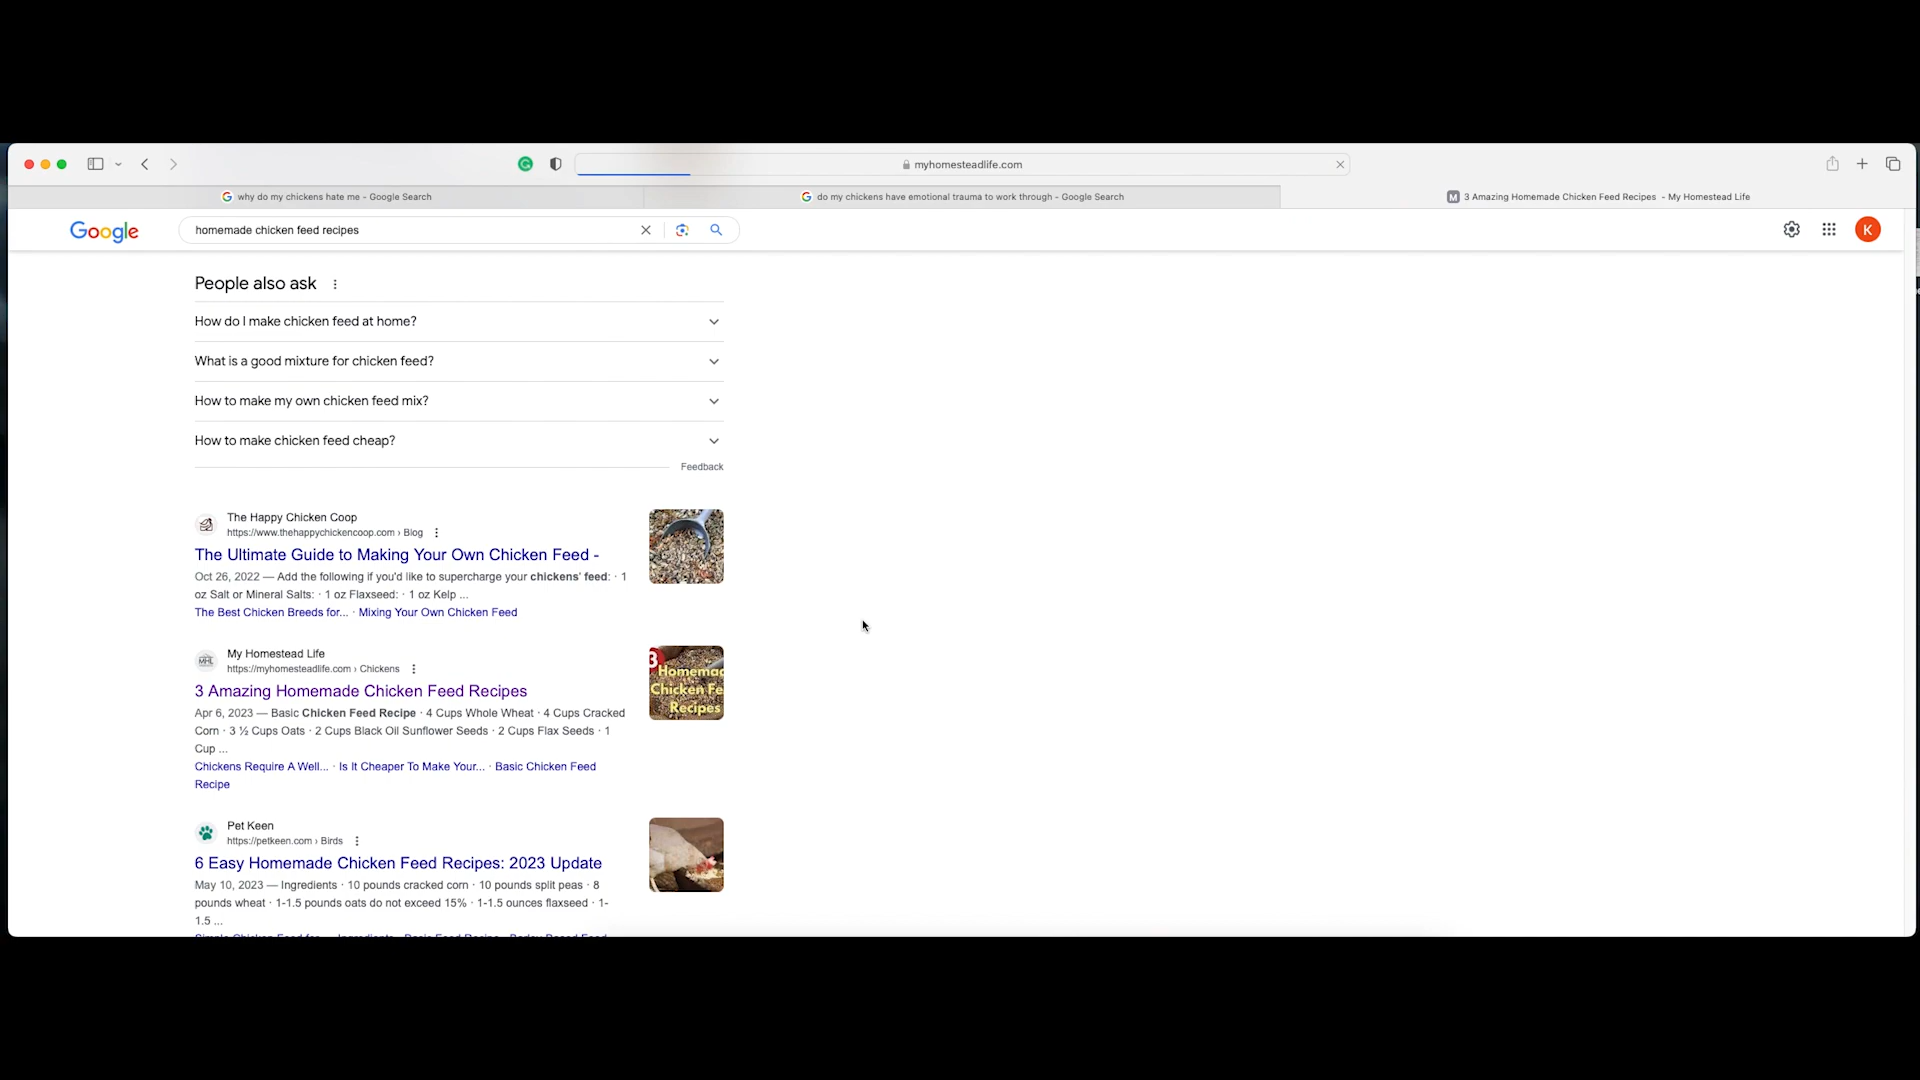 myhomesteadlife.com
why do my chickens hate me - Google Search
do my chickens have emotional trauma to work through - Google Search
M 3 Amazing Homemade Chicken Feed Recipes - My Homestead Life
Google
homemade chicken feed recipes
K
People also ask
How do I make chicken feed at home?
What is a good mixture for chicken feed?
How to make my own chicken feed mix?
How to make chicken feed cheap?
Feedback
The Happy Chicken Coop
https://www.thehappychickencoop.com › Blog
The Ultimate Guide to Making Your Own Chicken Feed -
Oct 26, 2022 — Add the following if you'd like to supercharge your chickens' feed: · 1
oz Salt or Mineral Salts: · 1 oz Flaxseed: · 1 oz Kelp ...
The Best Chicken Breeds for... · Mixing Your Own Chicken Feed
MHL
My Homestead Life
https://myhomesteadlife.com › Chickens
3 Amazing Homemade Chicken Feed Recipes
Apr 6, 2023 — Basic Chicken Feed Recipe · 4 Cups Whole Wheat · 4 Cups Cracked
Corn · 3 ½ Cups Oats · 2 Cups Black Oil Sunflower Seeds · 2 Cups Flax Seeds · 1
Cup ...
Chickens Require A Well... · Is It Cheaper To Make Your... · Basic Chicken Feed
Recipe
3
Homemad
Chicken Fe
Recipes
Pet Keen
https://petkeen.com › Birds
6 Easy Homemade Chicken Feed Recipes: 2023 Update
May 10, 2023 — Ingredients · 10 pounds cracked corn · 10 pounds split peas · 8
pounds wheat · 1-1.5 pounds oats do not exceed 15% · 1-1.5 ounces flaxseed · 1-
1.5 ...